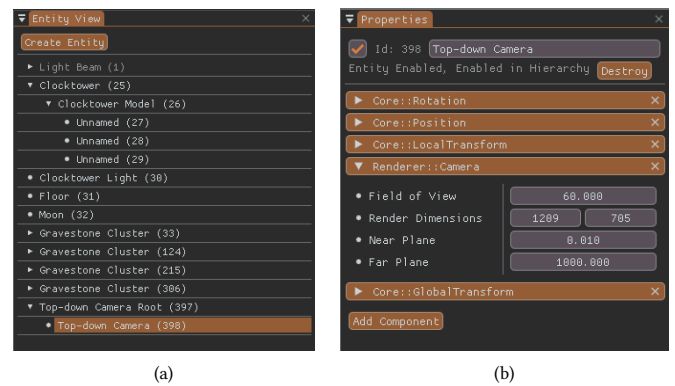 Entity View
Create Entity
Light Beam (1)
Clocktower (25)
Clocktower Model (26)
Unnamed (27)
Unnamed (28)
Unnamed (29)
Clocktower Light (30)
Floor (31)
Moon (32)
Gravestone Cluster (33)
Gravestone Cluster (124)
Gravestone Cluster (215)
Gravestone Cluster (306)
Top-down Camera Root (397)
Top-down Camera (398)
(a)
Properties
Id: 398 Top-down Camera
Entity Enabled, Enabled in Hierarchy Destroy
Core::Rotation
Core::Position
Core::LocalTransform
Renderer::Camera
Field of View 60.000
Render Dimensions 1209 705
Near Plane 0.010
Far Plane 1000.000
Core::GlobalTransform
Add Component
(b)